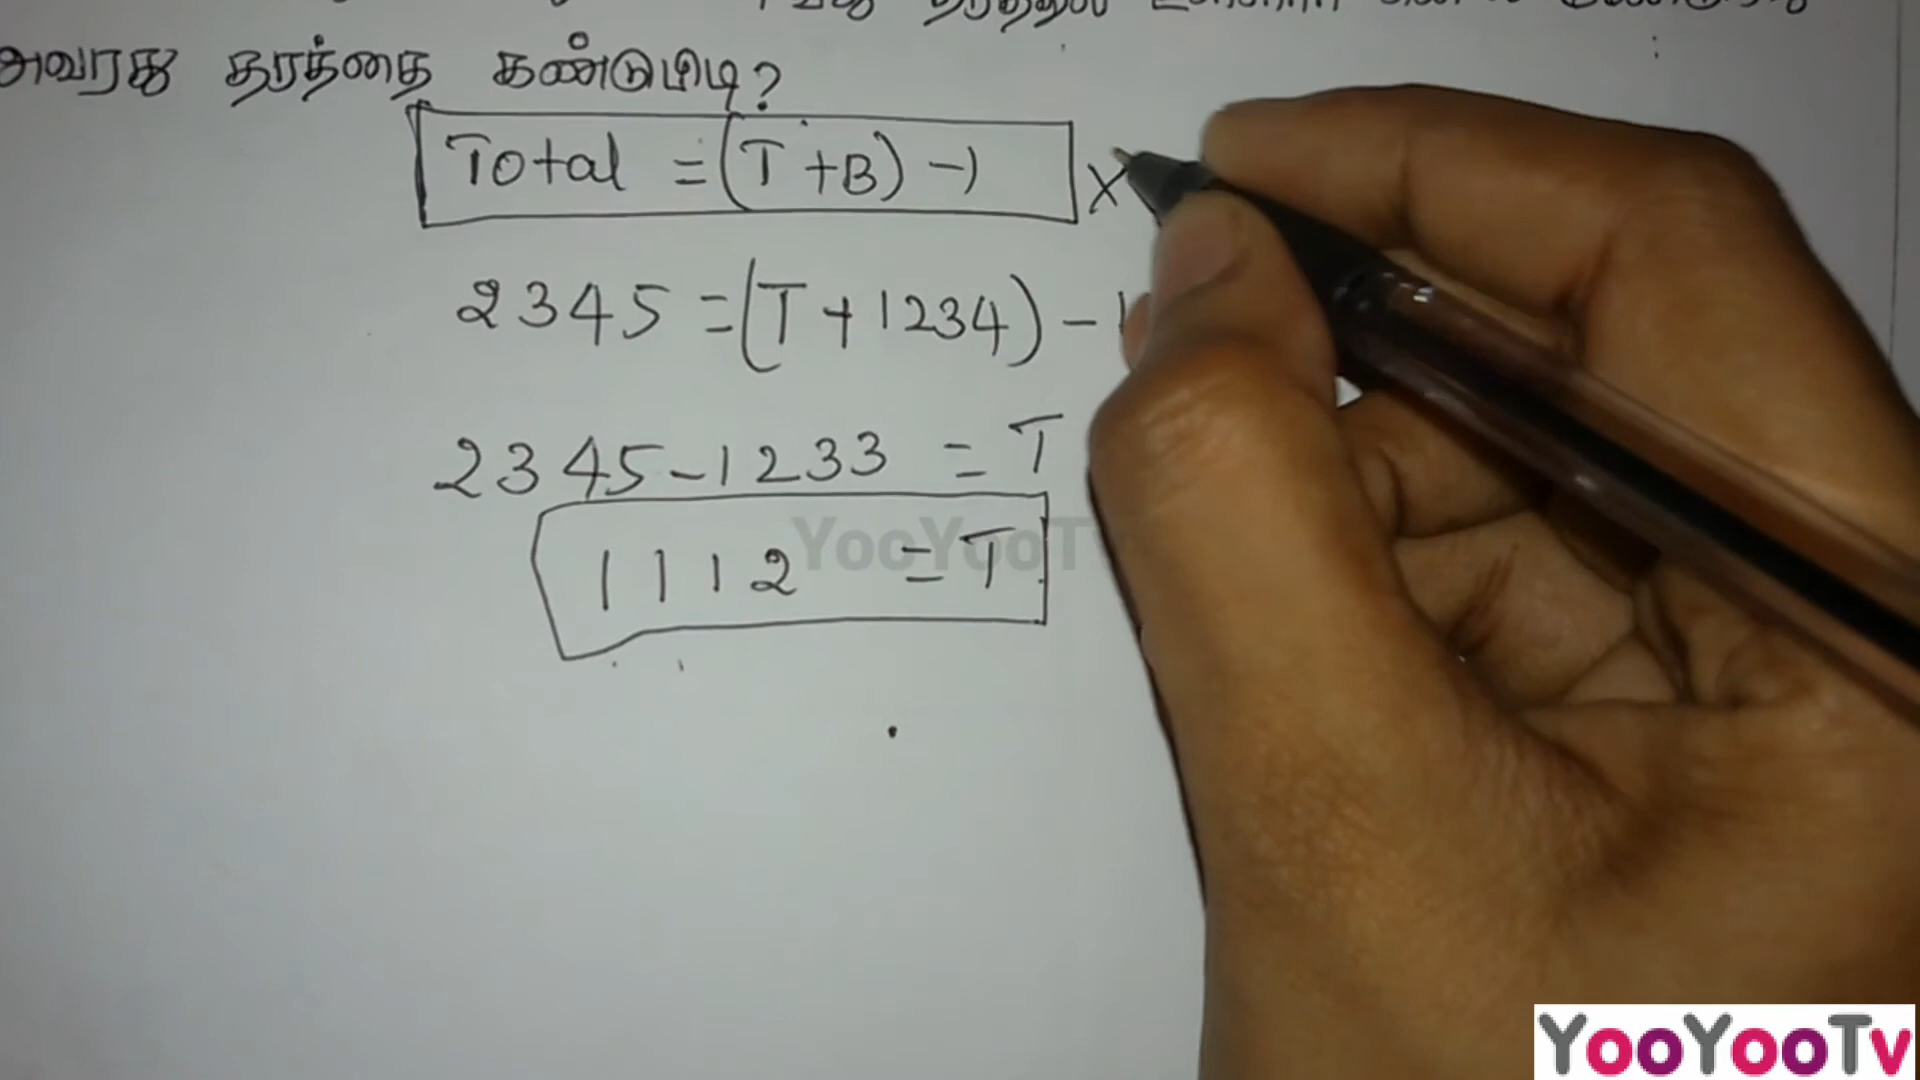 அவரது தரத்தை கண்டுபிடி?
Total = (T + B) - 1 X
2345 = (T + 1234) - 1
2345 - 1233 = T
1112 = T
YooYooTv
YooYooTv